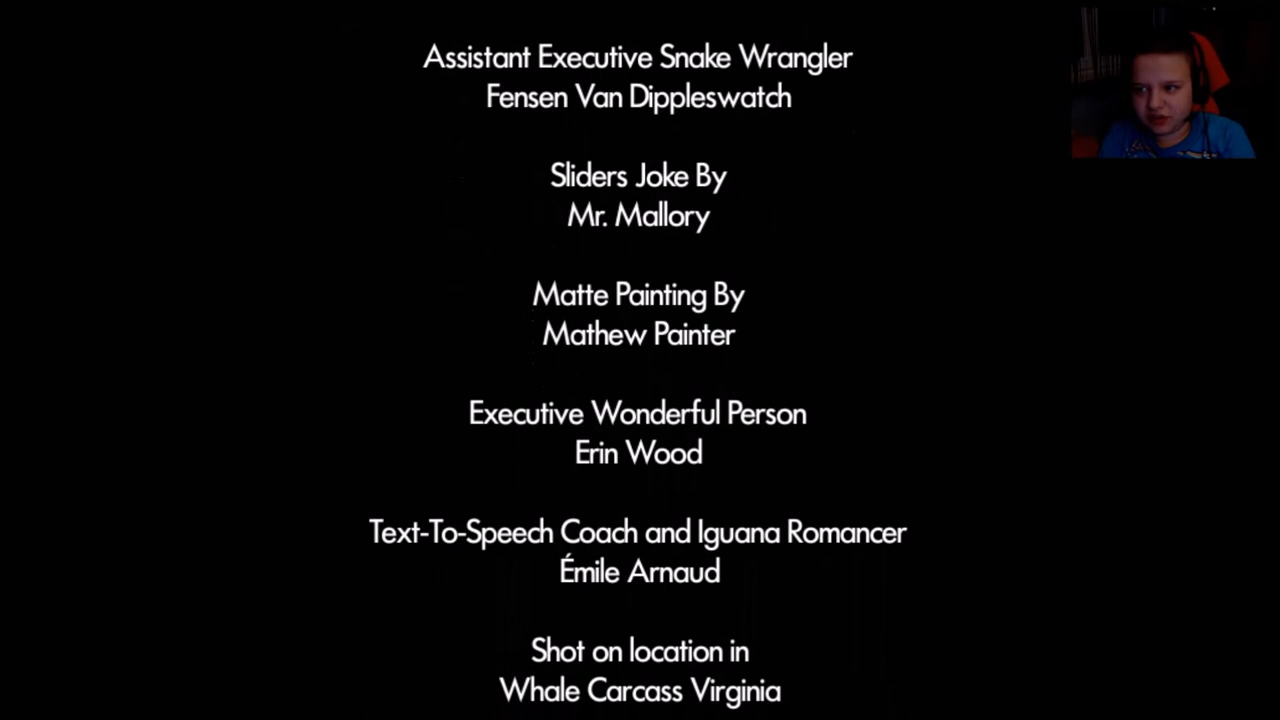 Assistant Executive Snake Wrangler
Fensen Van Dippleswatch
Sliders Joke By
Mr. Mallory
Matte Painting By
Mathew Painter
Executive Wonderful Person
Erin Wood
Text-To-Speech Coach and Iguana Romancer
Émile Arnaud
Shot on location in
Whale Carcass Virginia